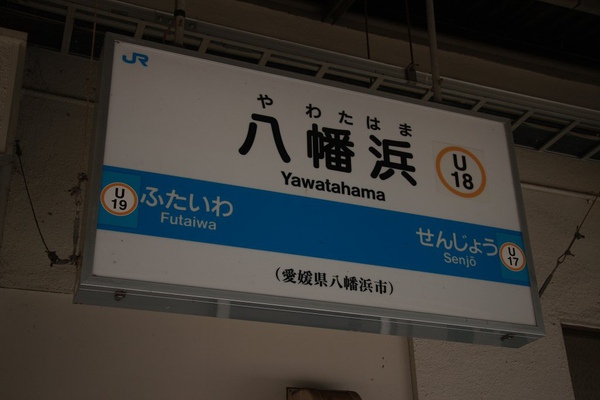 JR
やわたはま
八幡浜
U
18
Yawatahama
U
19
ふたいわ
Futaiwa
せんじょう
Senjō
U
17
(愛媛県八幡浜市)